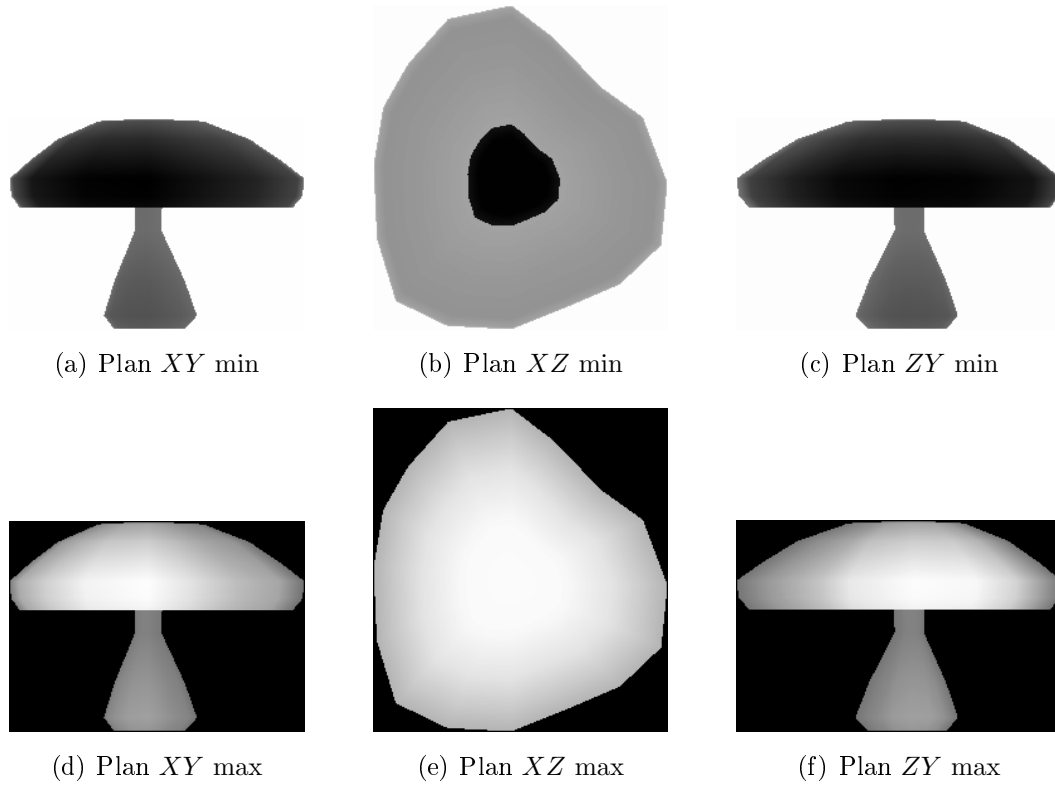 (a) Plan XY min
(b) Plan XZ min
(c) Plan ZY min
(d) Plan XY max
(e) Plan XZ max
(f) Plan ZY max